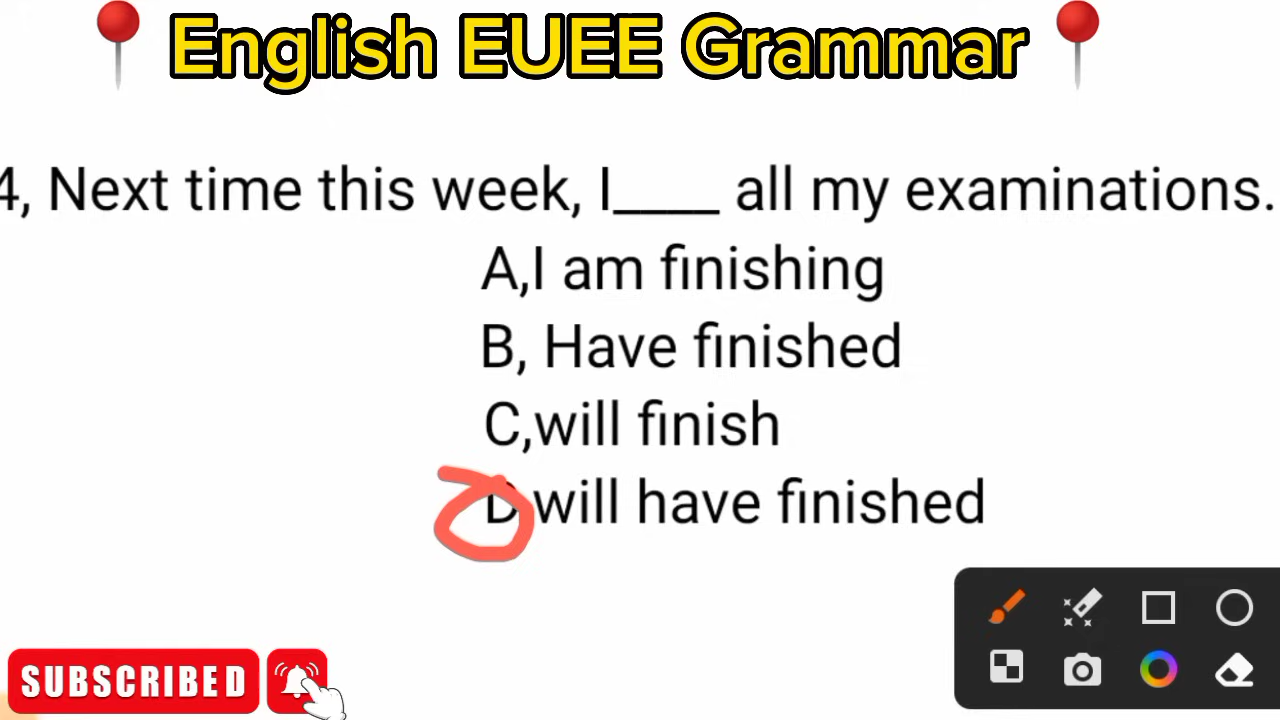 English EUEE Grammar
4, Next time this week, I____ all my examinations.
A,I am finishing
B, Have finished
C,will finish
D will have finished
SUBSCRIBED